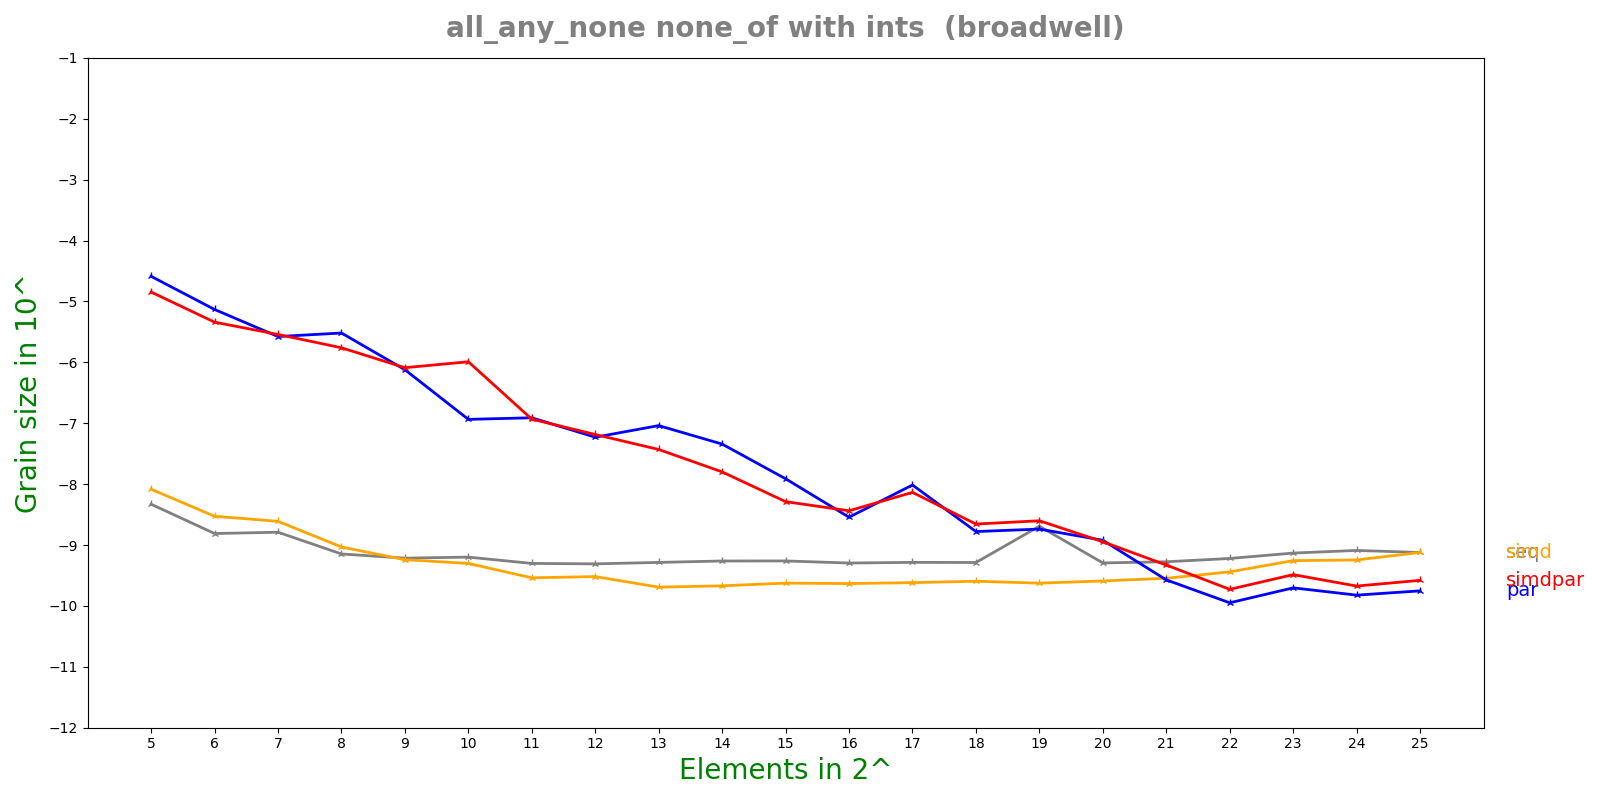 all_any_none none_of with ints (broadwell)
Grain size in 10^
−1
−2
−3
−4
−5
−6
−7
−8
−9
−10
−11
−12
5 6 7 8 9 10 11 12 13 14 15 16 17 18 19 20 21 22 23 24 25
Elements in 2^
seq
simd
simdpar
par